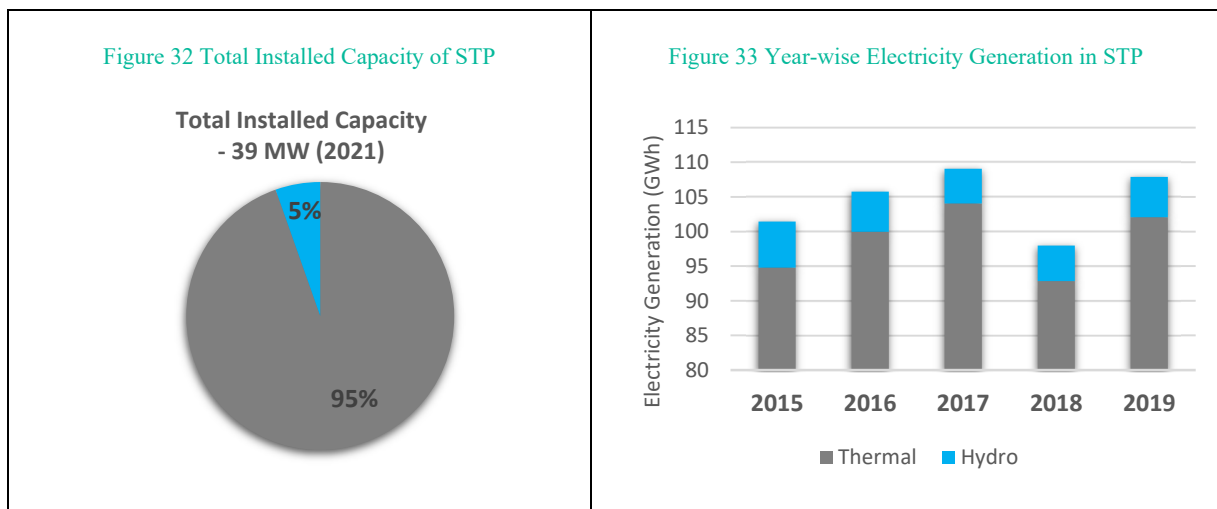 Figure 32 Total Installed Capacity of STP
Total Installed Capacity
- 39 MW (2021)
5%
95%
Figure 33 Year-wise Electricity Generation in STP
Electricity Generation (GWh)
115
110
105
100
95
90
85
80
2015 2016 2017 2018 2019
Thermal Hydro